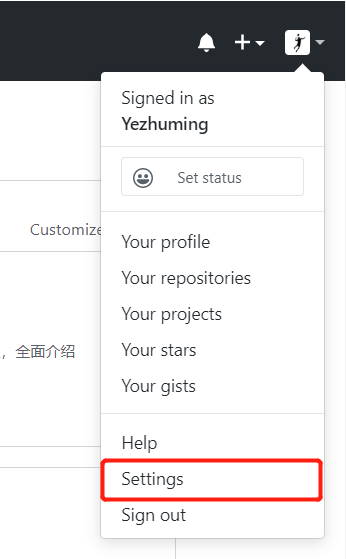 Signed in as
Yezhuming
Set status
Customize
Your profile
Your repositories
Your projects
，全面介绍
Your stars
Your gists
Help
Settings
Sign out